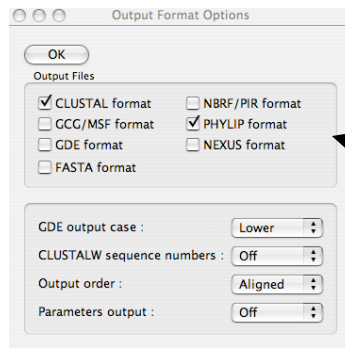 Output Format Options
OK
Output Files
CLUSTAL format NBRF/PIR format
GCG/MSF format PHYLIP format
GDE format NEXUS format
FASTA format
GDE output case : Lower
CLUSTALW sequence numbers : Off
Output order : Aligned
Parameters output : Off